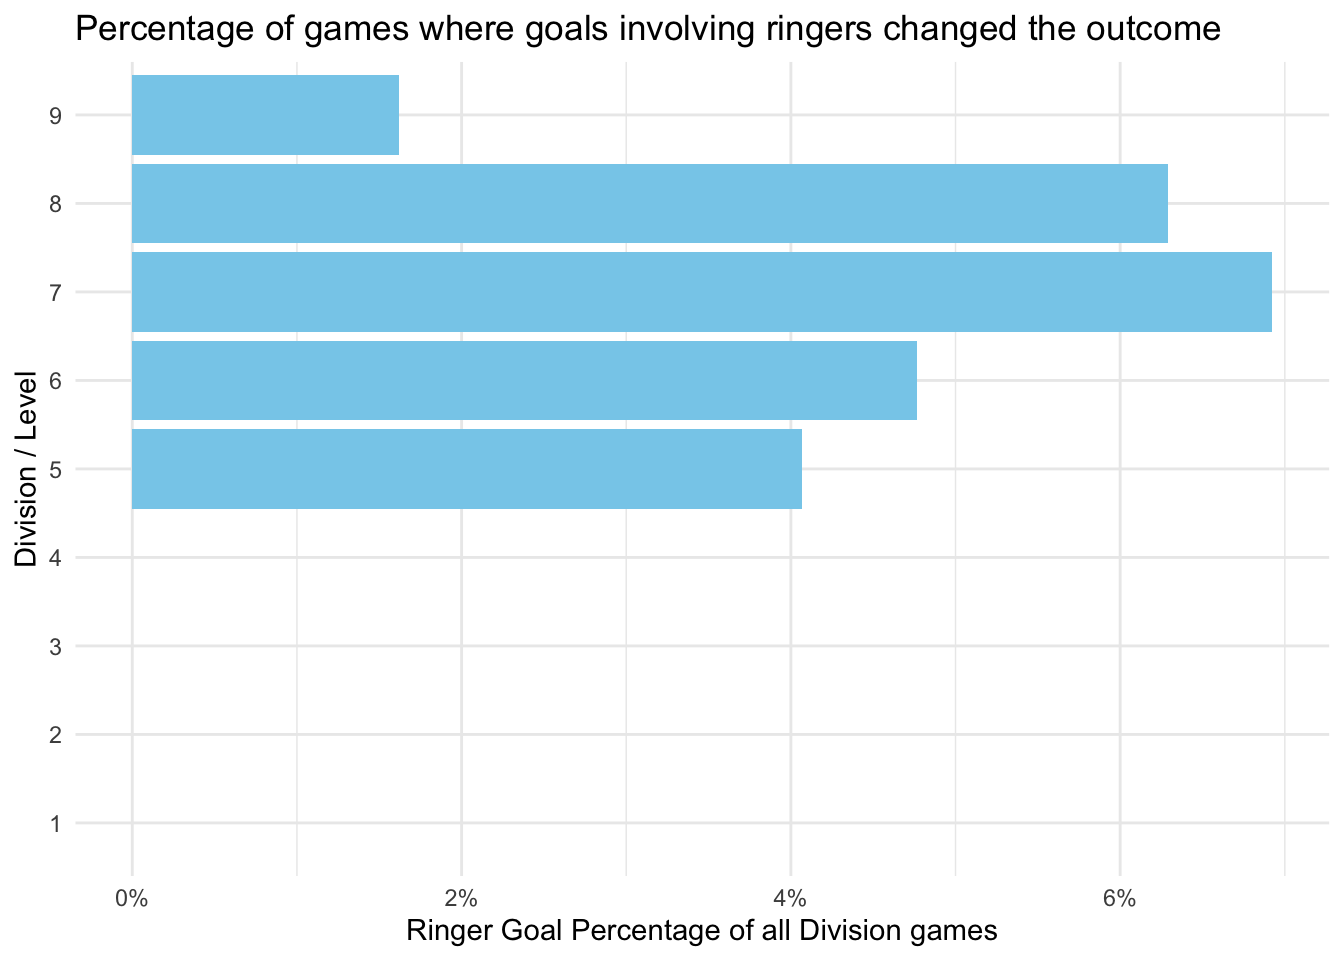 Percentage of games where goals involving ringers changed the outcome
Division / Level
9
8
7
6
5
4
3
2
1
0% 2% 4% 6%
Ringer Goal Percentage of all Division games